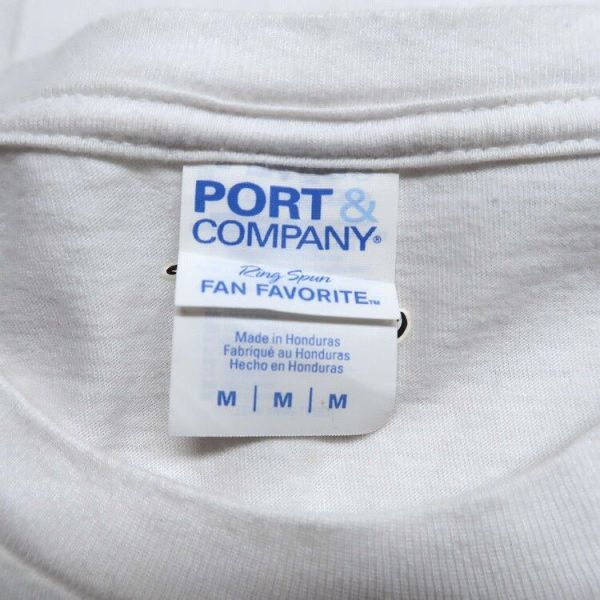 PORT &
COMPANY®
Ring Spun
FAN FAVORITE™
Made in Honduras
Fabriqué au Honduras
Hecho en Honduras
M | M | M